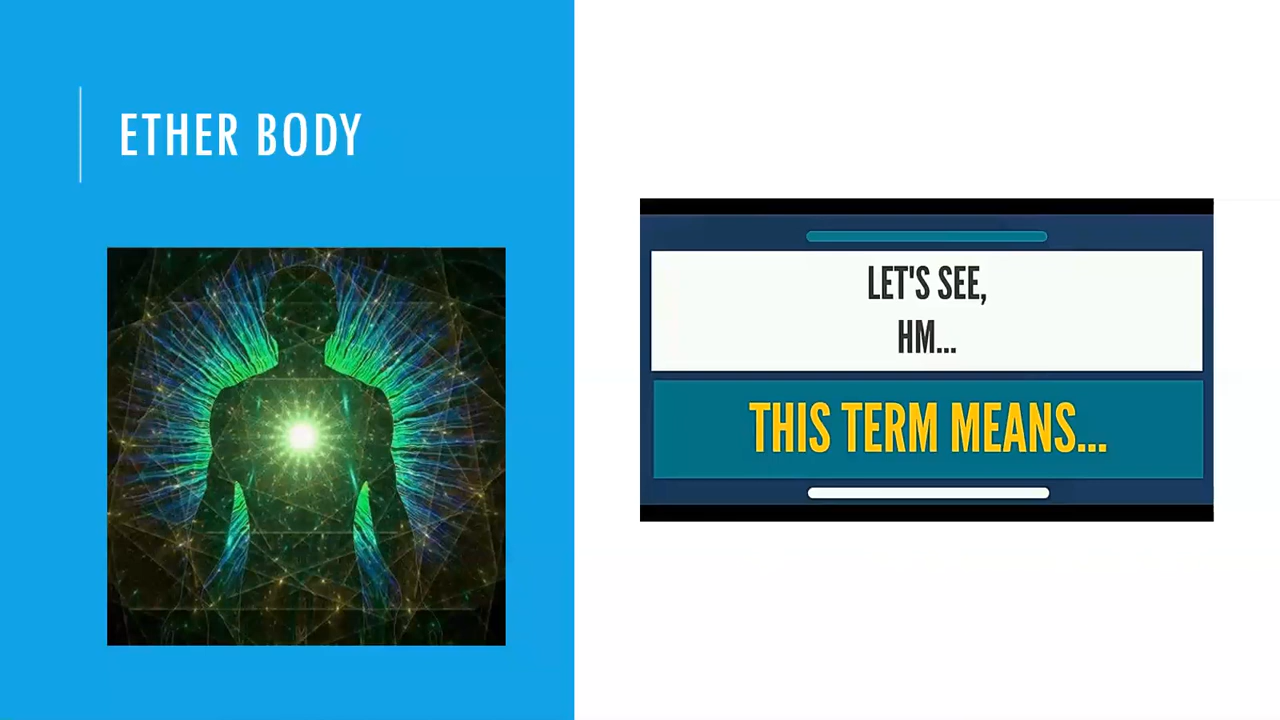 ETHER BODY
LET'S SEE,
HM...
THIS TERM MEANS...